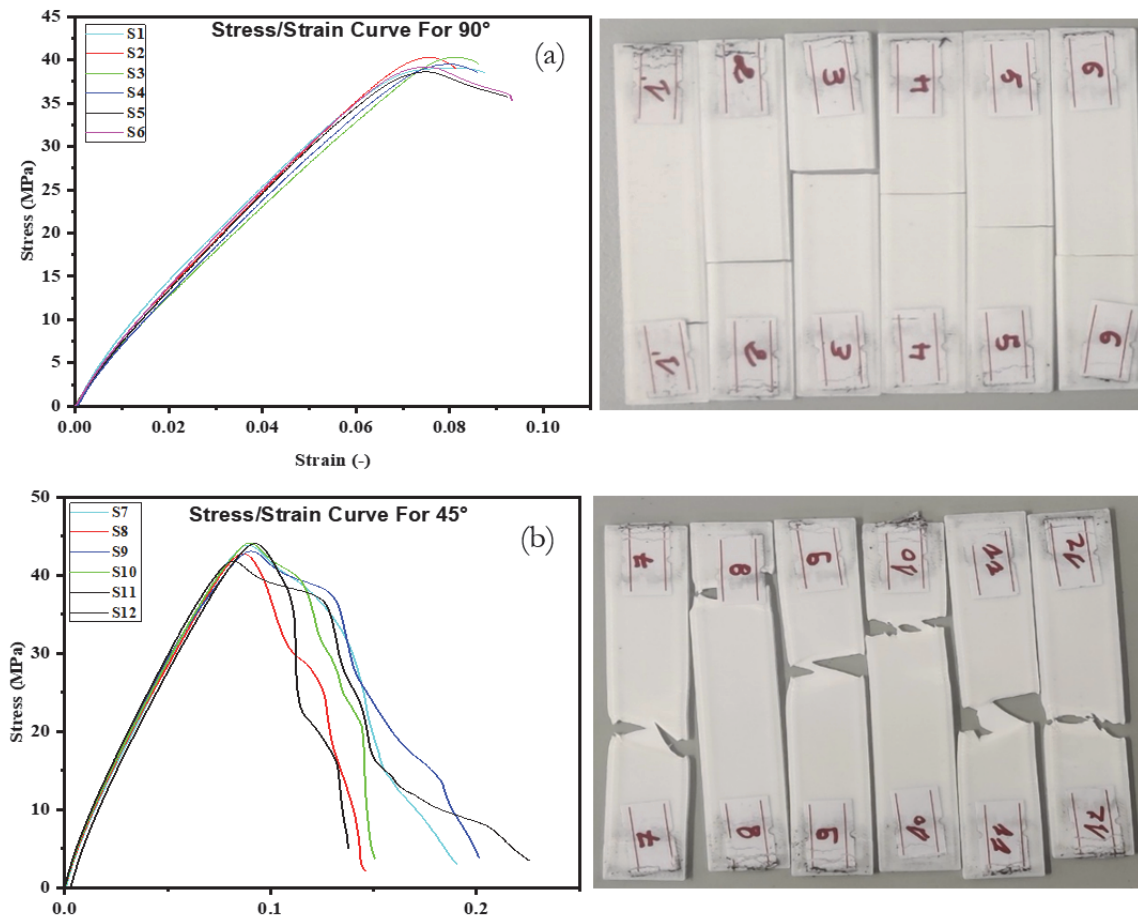 Stress/Strain Curve For 90°
(a)
S1
S2
S3
S4
S5
S6
45
40
35
30
25
20
15
10
5
0
Stress (MPa)
0.00
0.02
0.04
0.06
0.08
0.10
Strain (-)
1
2
3
4
5
6
1
2
3
4
5
6
Stress/Strain Curve For 45°
(b)
S7
S8
S9
S10
S11
S12
50
40
30
20
10
0
Stress (MPa)
0.0
0.1
0.2
7
8
9
10
11
12
7
8
9
10
11
12